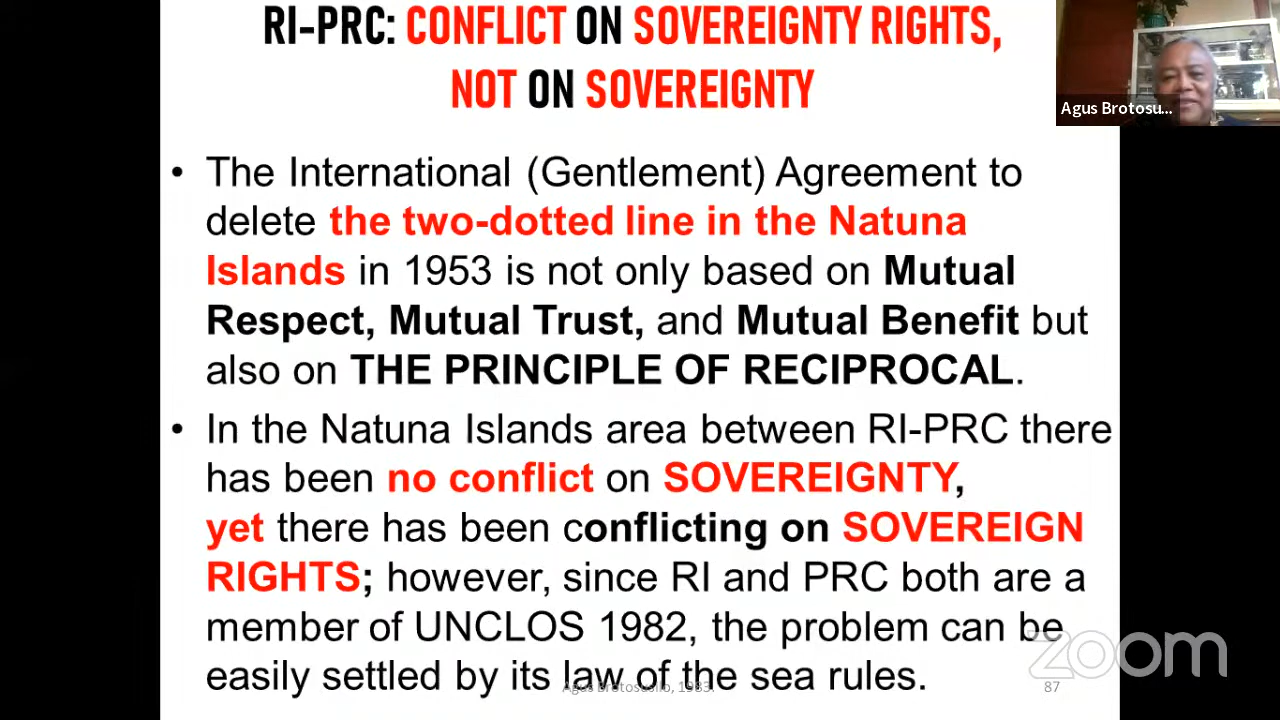 RI-PRC: CONFLICT ON SOVEREIGNTY RIGHTS,
NOT ON SOVEREIGNTY
Agus Brotosu...
• The International (Gentlement) Agreement to
delete the two-dotted line in the Natuna
Islands in 1953 is not only based on Mutual
Respect, Mutual Trust, and Mutual Benefit but
also on THE PRINCIPLE OF RECIPROCAL.
• In the Natuna Islands area between RI-PRC there
has been no conflict on SOVEREIGNTY,
yet there has been conflicting on SOVEREIGN
RIGHTS; however, since RI and PRC both are a
member of UNCLOS 1982, the problem can be
easily settled by its law of the sea rules.
Agus Brotosusilo, 1983.
87
zoom